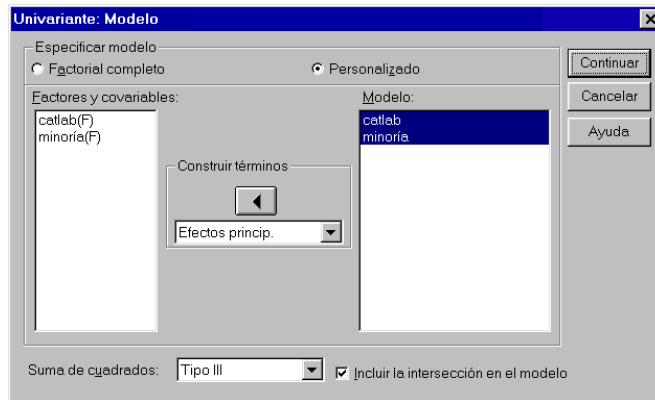 Univariante: Modelo
Especificar modelo
Factorial completo
Personalizado
Continuar
Cancelar
Ayuda
Factores y covariables:
catlab(F)
minoría(F)
Construir términos
Efectos princip.
Modelo:
catlab
minoría
Suma de cuadrados:
Tipo III
Incluir la intersección en el modelo